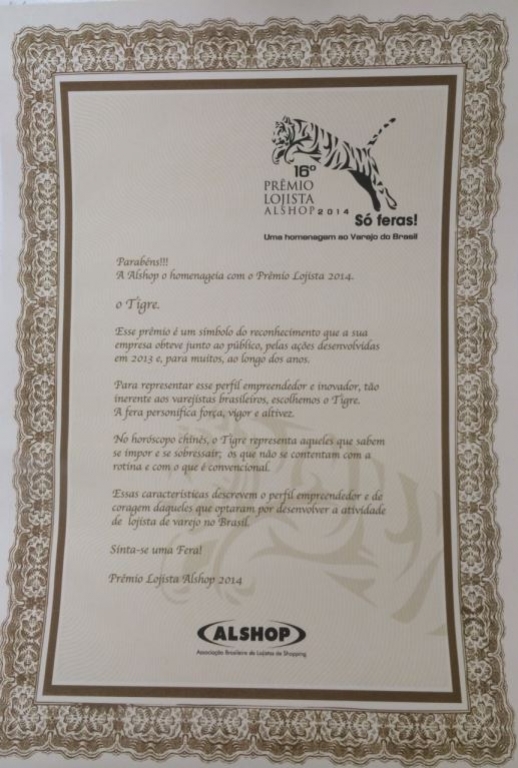 16º
PRÊMIO
LOJISTA
ALSHOP 2014
Só feras!
Uma homenagem ao Varejo do Brasil
Parabéns!!!
A Alshop o homenageia com o Prêmio Lojista 2014.
o Tigre.
Esse prêmio é um símbolo do reconhecimento que a sua
empresa obteve junto ao público, pelas ações desenvolvidas
em 2013 e, para muitos, ao longo dos anos.
Para representar esse perfil empreendedor e inovador, tão
inerente aos varejistas brasileiros, escolhemos o Tigre.
A fera personifica força, vigor e altivez.
No horóscopo chinês, o Tigre representa aqueles que sabem
se impor e se sobressair; os que não se contentam com a
rotina e com o que é convencional.
Essas características descrevem o perfil empreendedor e de
coragem daqueles que optaram por desenvolver a atividade
de lojista de varejo no Brasil.
Sinta-se uma Fera!
Prêmio Lojista Alshop 2014
ALSHOP
Associação Brasileira de Lojistas de Shopping